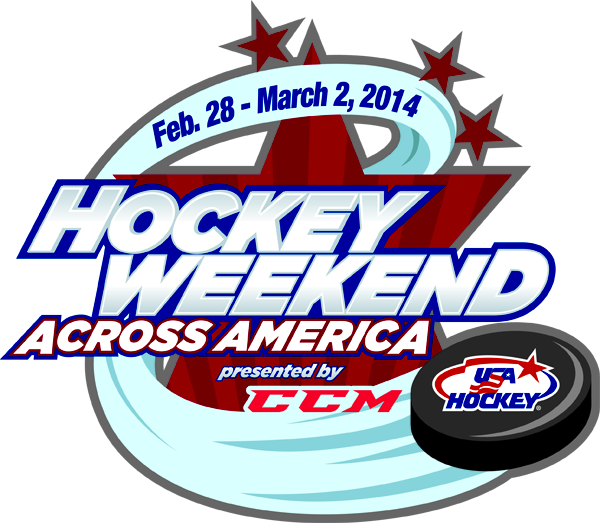 Feb. 28 - March 2, 2014
HOCKEY
WEEKEND
ACROSS AMERICA
presented by
CCM
USA
HOCKEY®